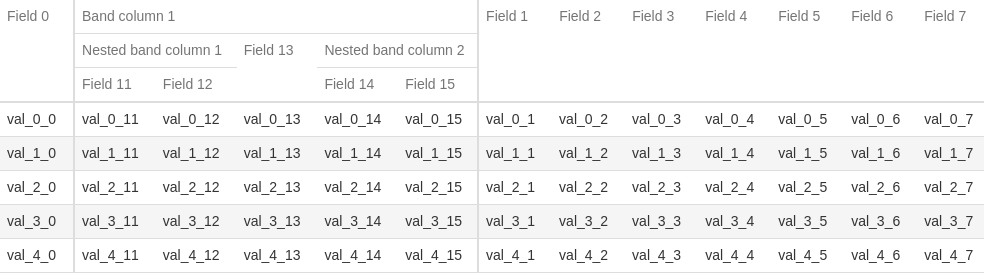 Field 0 Band column 1 Field 1 Field 2 Field 3 Field 4 Field 5 Field 6 Field 7
Nested band column 1 Field 13 Nested band column 2
Field 11 Field 12 Field 14 Field 15
val_0_0 val_0_11 val_0_12 val_0_13 val_0_14 val_0_15 val_0_1 val_0_2 val_0_3 val_0_4 val_0_5 val_0_6 val_0_7
val_1_0 val_1_11 val_1_12 val_1_13 val_1_14 val_1_15 val_1_1 val_1_2 val_1_3 val_1_4 val_1_5 val_1_6 val_1_7
val_2_0 val_2_11 val_2_12 val_2_13 val_2_14 val_2_15 val_2_1 val_2_2 val_2_3 val_2_4 val_2_5 val_2_6 val_2_7
val_3_0 val_3_11 val_3_12 val_3_13 val_3_14 val_3_15 val_3_1 val_3_2 val_3_3 val_3_4 val_3_5 val_3_6 val_3_7
val_4_0 val_4_11 val_4_12 val_4_13 val_4_14 val_4_15 val_4_1 val_4_2 val_4_3 val_4_4 val_4_5 val_4_6 val_4_7